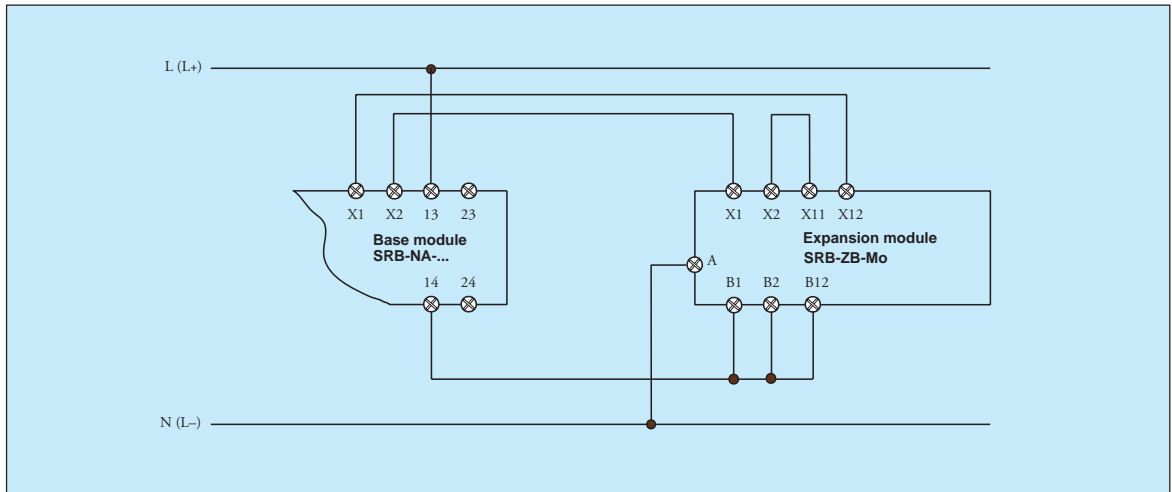 L (L+)
X1 X2 13 23
Base module
SRB-NA-...
14 24
X1 X2 X11 X12
Expansion module
SRB-ZB-Mo
A
B1 B2 B12
N (L–)